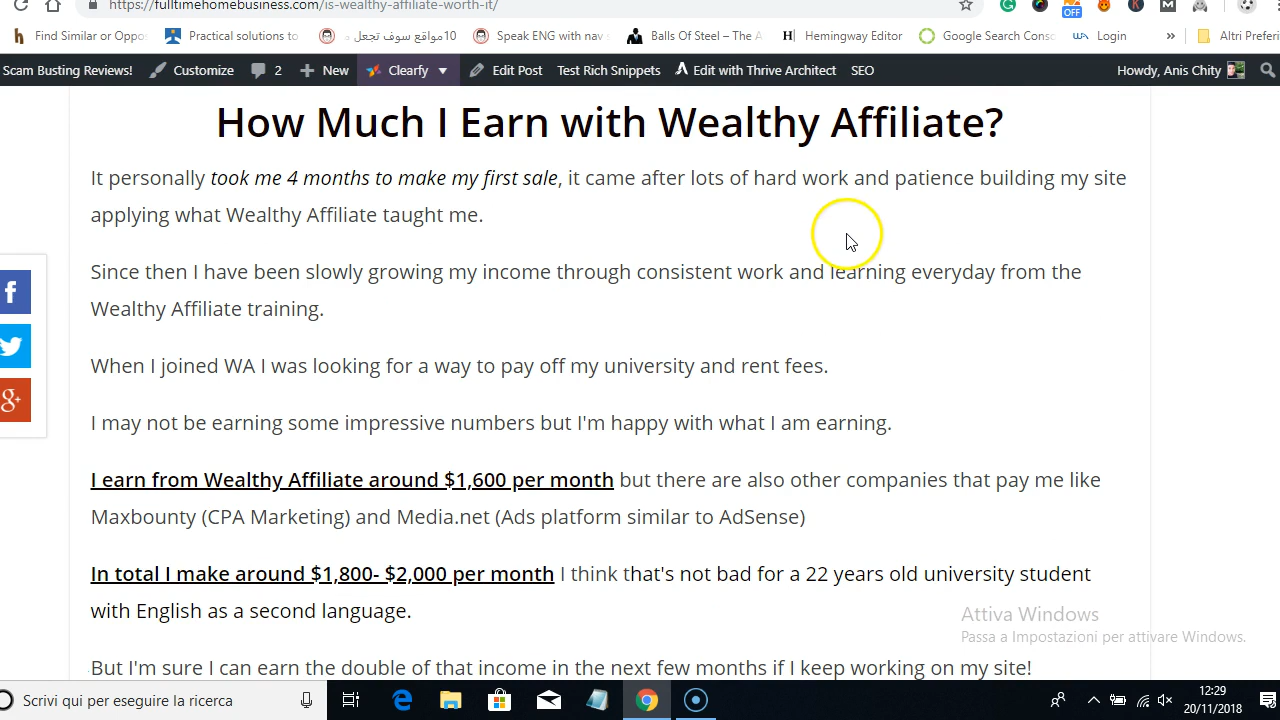 https://fulltimehomebusiness.com/is-wealthy-affiliate-worth-it/
OFF
Find Similar or Oppo
Practical solutions to
10مواقع سوف تجعل م
Speak ENG with nav s
Balls Of Steel – The A
Hemingway Editor
Google Search Cons
Login
»
Altri Preferi
Scam Busting Reviews!
Customize
2
New
Clearfy
Edit Post
Test Rich Snippets
Edit with Thrive Architect
SEO
Howdy, Anis Chity
How Much I Earn with Wealthy Affiliate?
It personally took me 4 months to make my first sale, it came after lots of hard work and patience building my site
applying what Wealthy Affiliate taught me.
Since then I have been slowly growing my income through consistent work and learning everyday from the
Wealthy Affiliate training.
When I joined WA I was looking for a way to pay off my university and rent fees.
I may not be earning some impressive numbers but I'm happy with what I am earning.
I earn from Wealthy Affiliate around $1,600 per month but there are also other companies that pay me like
Maxbounty (CPA Marketing) and Media.net (Ads platform similar to AdSense)
In total I make around $1,800- $2,000 per month I think that's not bad for a 22 years old university student
with English as a second language.
Attiva Windows
Passa a Impostazioni per attivare Windows.
But I'm sure I can earn the double of that income in the next few months if I keep working on my site!
Scrivi qui per eseguire la ricerca
12:29
20/11/2018